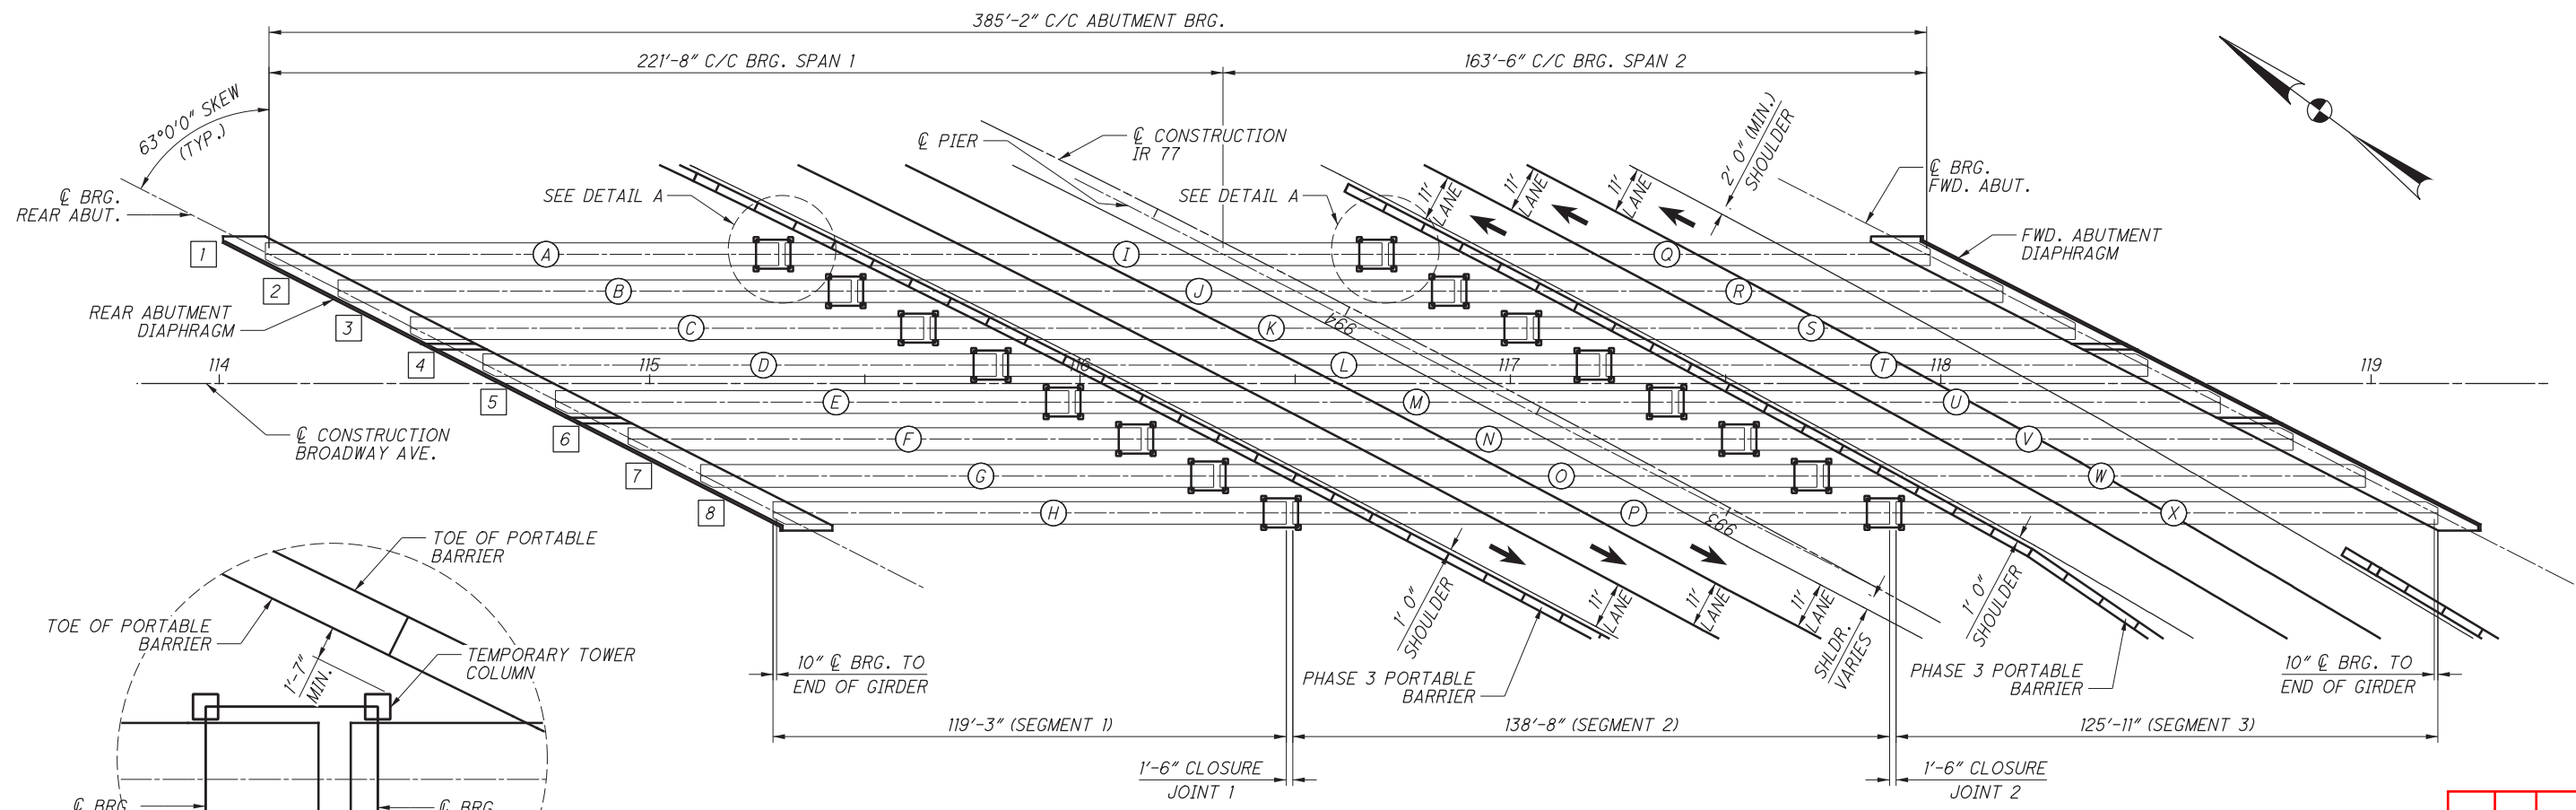 385'-2" C/C ABUTMENT BRG.
221'-8" C/C BRG. SPAN 1
163'-6" C/C BRG. SPAN 2
63°0'0" SKEW
(TYP.)
℄ BRG.
REAR ABUT.
SEE DETAIL A
℄ PIER
℄ CONSTRUCTION
IR 77
SEE DETAIL A
11'
LANE
11'
LANE
11'
LANE
2' 0" (MIN.)
SHOULDER
℄ BRG.
FWD. ABUT.
FWD. ABUTMENT
DIAPHRAGM
1
A
I
Q
2
B
J
R
REAR ABUTMENT
DIAPHRAGM
3
C
K
S
994
4
D
L
T
114
115
116
117
118
119
5
E
M
U
℄ CONSTRUCTION
BROADWAY AVE.
6
F
N
V
7
G
O
W
8
H
P
X
993
TOE OF PORTABLE
BARRIER
TOE OF PORTABLE
BARRIER
1'-7"
MIN.
TEMPORARY TOWER
COLUMN
℄ BRG
℄ BRG
10" ℄ BRG. TO
END OF GIRDER
1' 0"
SHOULDER
11'
LANE
11'
LANE
11'
LANE
SHLDR.
VARIES
1' 0"
SHOULDER
PHASE 3 PORTABLE
BARRIER
PHASE 3 PORTABLE
BARRIER
10" ℄ BRG. TO
END OF GIRDER
119'-3" (SEGMENT 1)
138'-8" (SEGMENT 2)
125'-11" (SEGMENT 3)
1'-6" CLOSURE
JOINT 1
1'-6" CLOSURE
JOINT 2